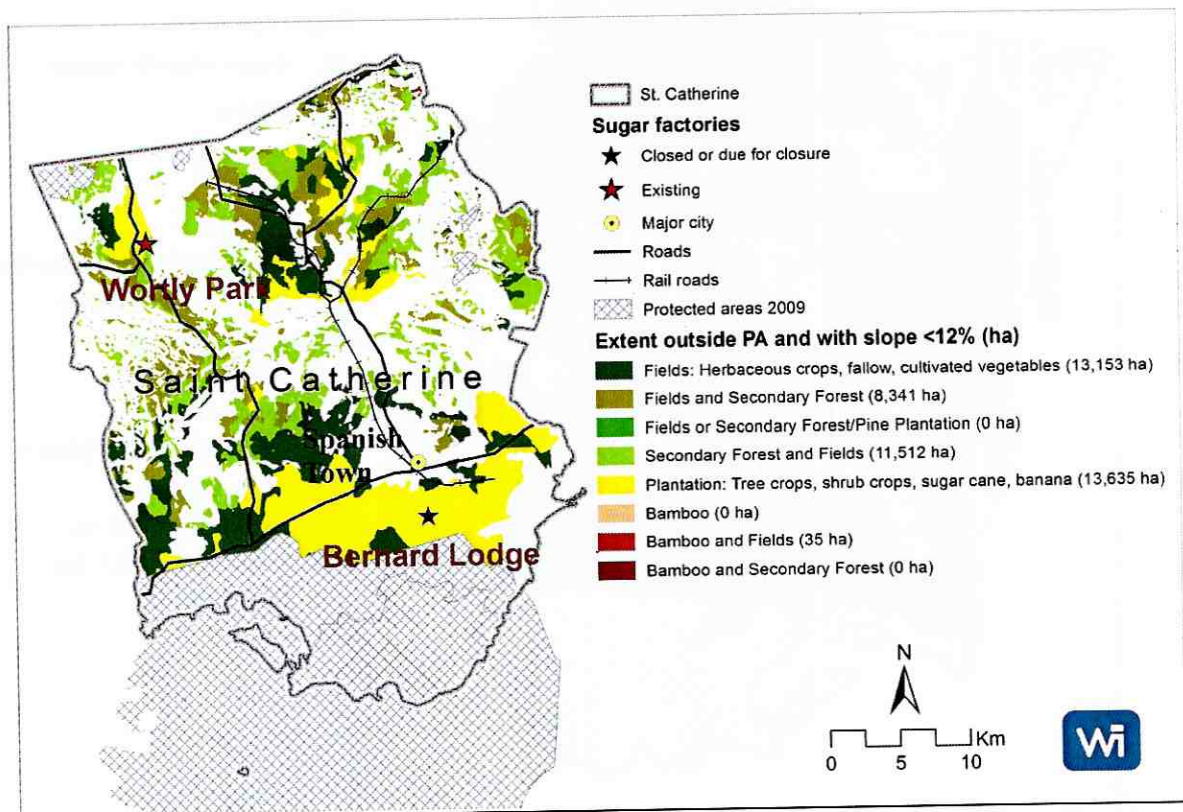 St. Catherine
Sugar factories
Closed or due for closure
Existing
Major city
Roads
Rail roads
Protected areas 2009
Extent outside PA and with slope <12% (ha)
Fields: Herbaceous crops, fallow, cultivated vegetables (13,153 ha)
Fields and Secondary Forest (8,341 ha)
Fields or Secondary Forest/Pine Plantation (0 ha)
Secondary Forest and Fields (11,512 ha)
Plantation: Tree crops, shrub crops, sugar cane, banana (13,635 ha)
Bamboo (0 ha)
Bamboo and Fields (35 ha)
Bamboo and Secondary Forest (0 ha)
Wortly Park
Saint Catherine
Spanish
Town
Bernard Lodge
N
Km
0 5 10
Wi